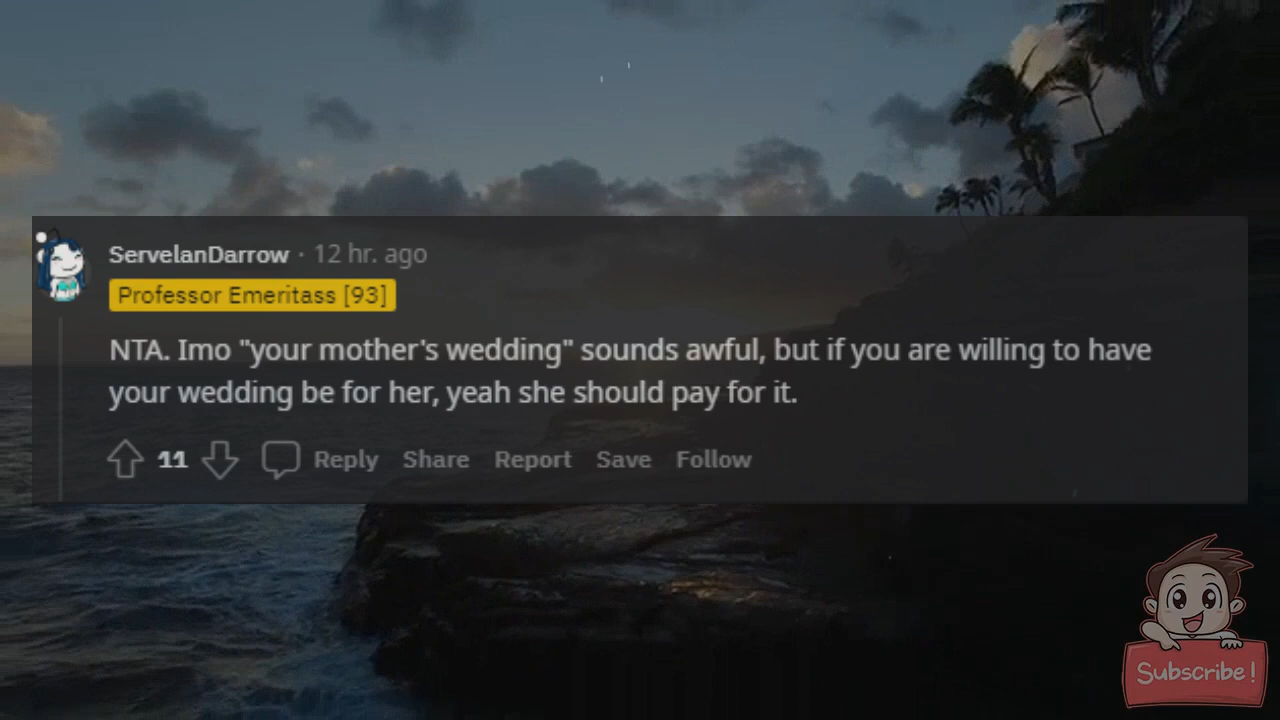 ServelanDarrow · 12 hr. ago
Professor Emeritass [93]
NTA. Imo "your mother's wedding" sounds awful, but if you are willing to have
your wedding be for her, yeah she should pay for it.
11 Reply Share Report Save Follow
Subscribe!